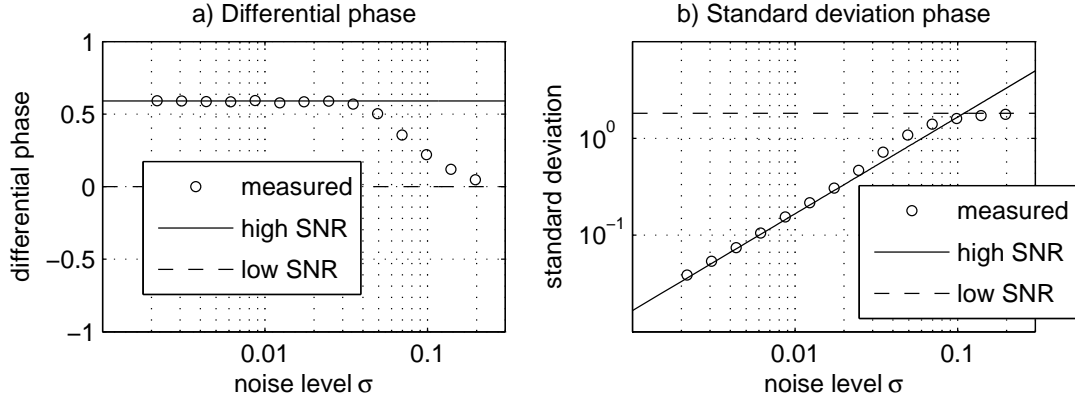 a) Differential phase
1
0.5
0
−0.5
−1
differential phase
measured
high SNR
low SNR
0.01
0.1
noise level σ
b) Standard deviation phase
10^0
10^−1
standard deviation
measured
high SNR
low SNR
0.01
0.1
noise level σ